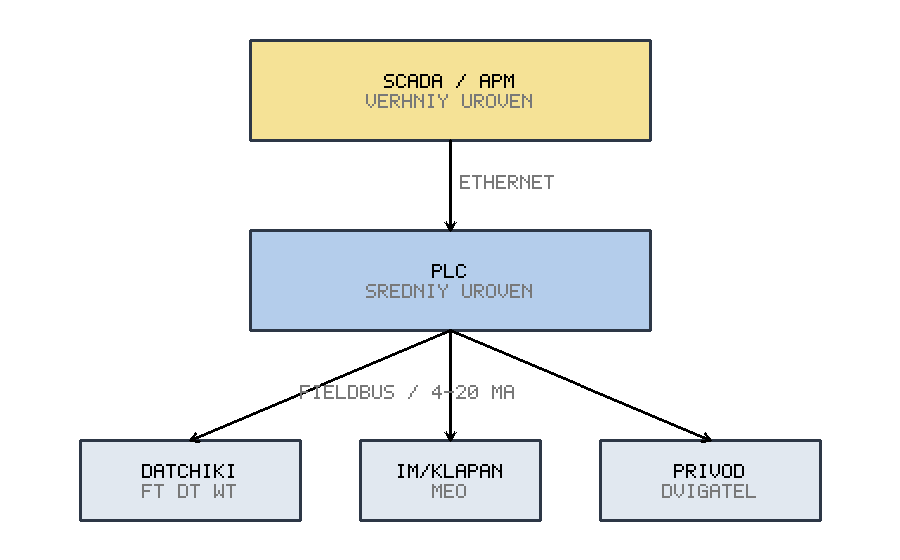 SCADA / APM
VERHNIY UROVEN
ETHERNET
PLC
SREDNIY UROVEN
FIELDBUS / 4-20 MA
DATCHIKI
FT DT WT
IM/KLAPAN
MEO
PRIVOD
DVIGATEL